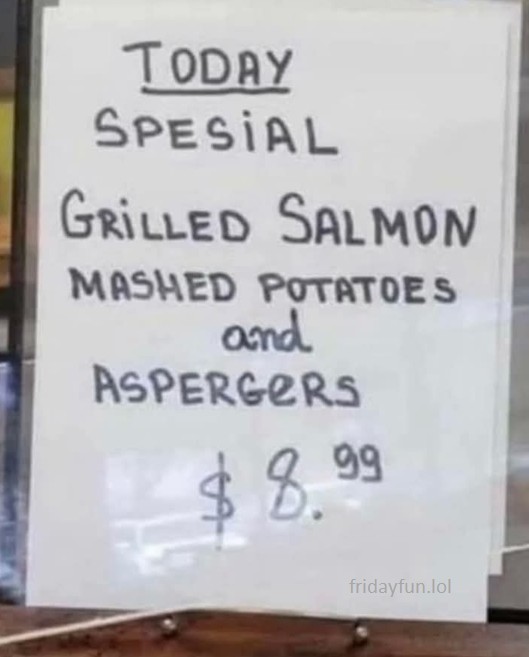 TODAY
SPESiAL
GRiLLED SALMON
MASHED POTATOES
and
ASPERGeRS
$ 8.99
fridayfun.lol